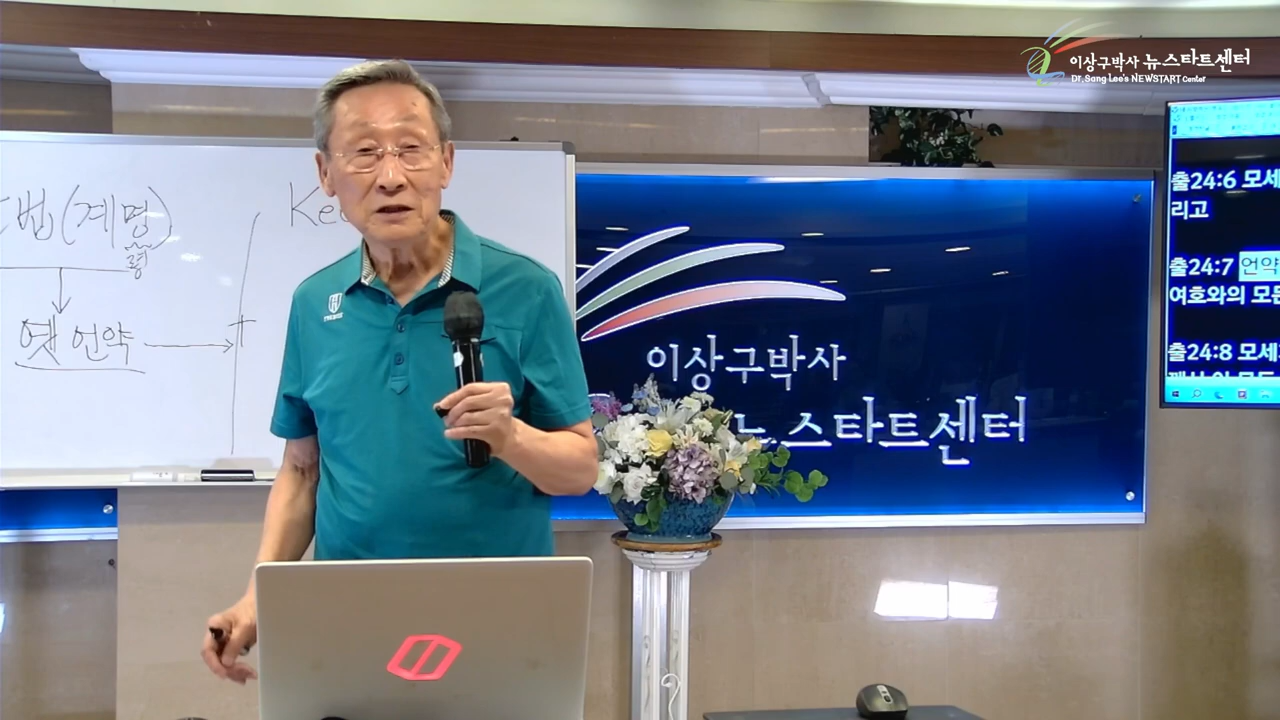 이상구박사 뉴스타트센터
Dr. Sang Lee's NEWSTART Center
법(계명)
령
옛 언약
Ke
이상구박사
뉴스타트센터
출24:6 모세
리고
출24:7 언약
여호와의 모든
출24:8 모세